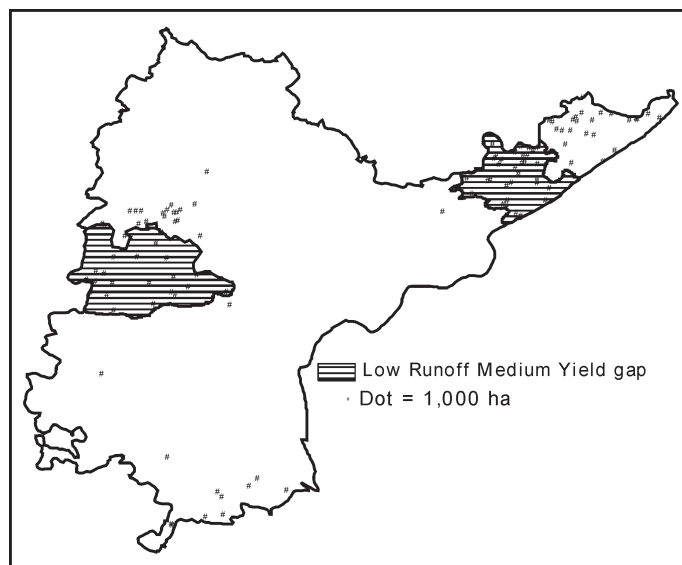 Low Runoff Medium Yield gap
Dot = 1,000 ha